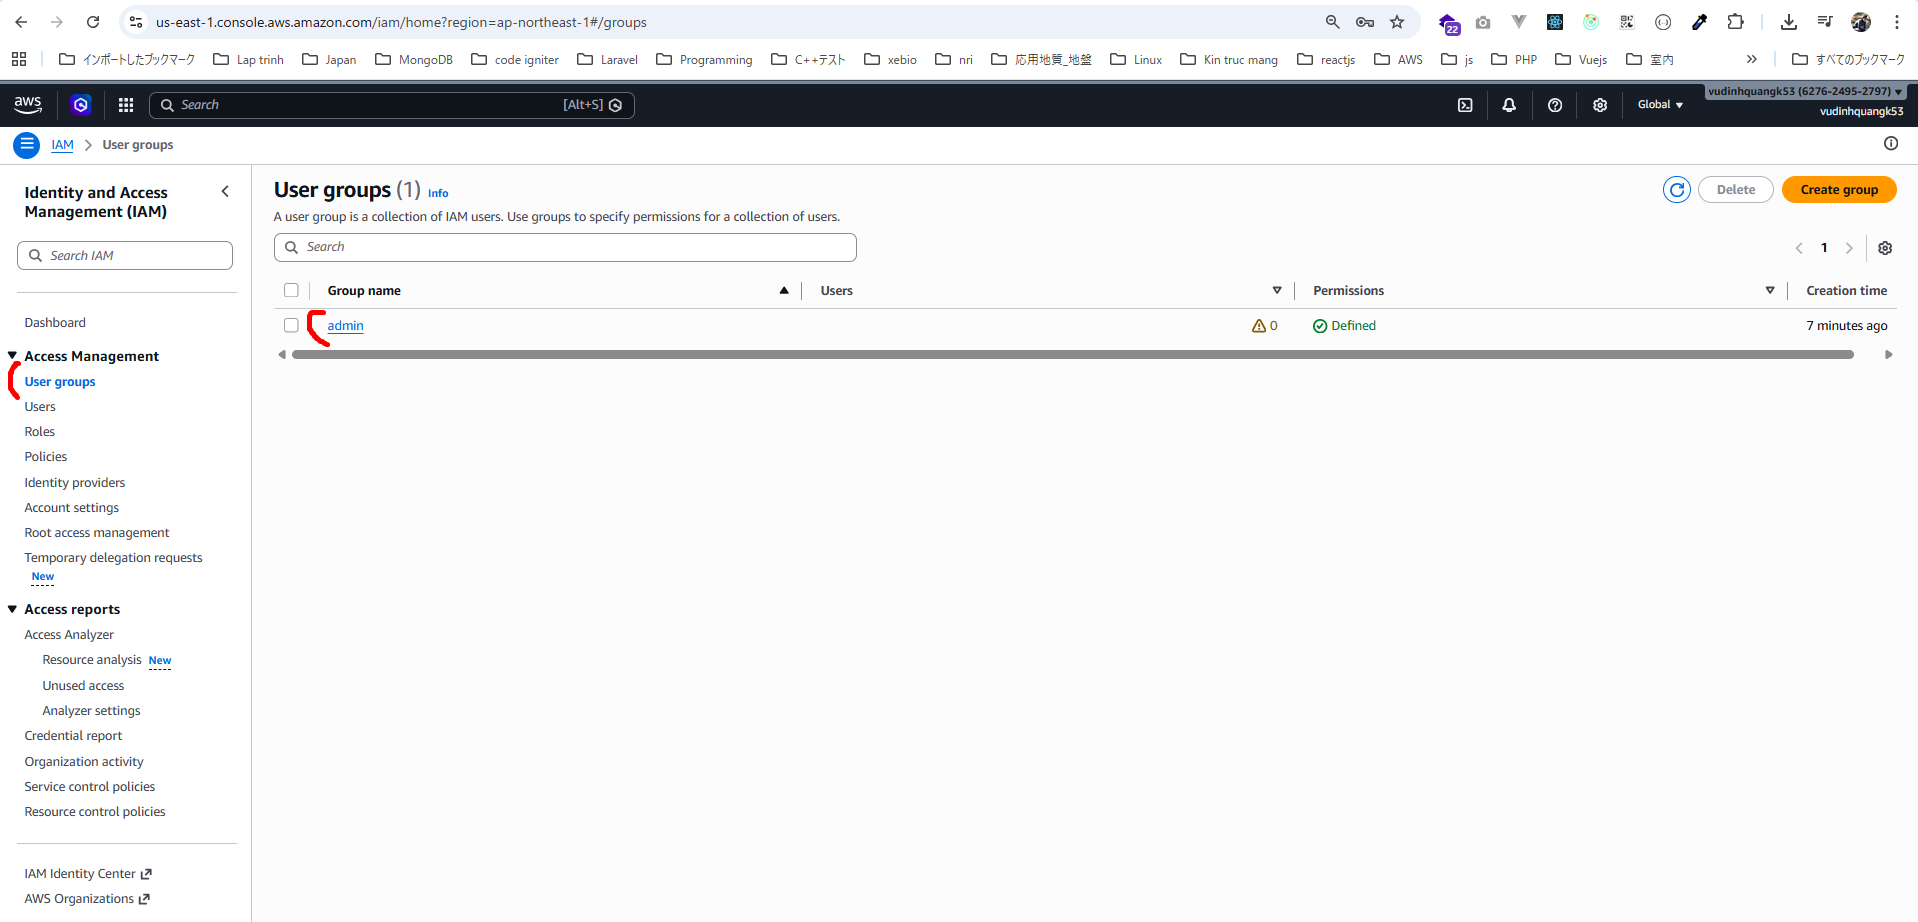 us-east-1.console.aws.amazon.com/iam/home?region=ap-northeast-1#/groups
22
インポートしたブックマーク Lap trinh Japan MongoDB code igniter Laravel Programming C++テスト xebio nri 応用地質_地盤 Linux Kin truc mang reactjs AWS js PHP Vuejs 室内 » すべてのブックマーク
aws Search [Alt+S] Global vudinhquangk53 (6276-2495-2797)
vudinhquangk53
IAM > User groups
Identity and Access Management (IAM)
Search IAM
Dashboard
Access Management
User groups
Users
Roles
Policies
Identity providers
Account settings
Root access management
Temporary delegation requests
New
Access reports
Access Analyzer
Resource analysis New
Unused access
Analyzer settings
Credential report
Organization activity
Service control policies
Resource control policies
IAM Identity Center
AWS Organizations
User groups (1) Info
Delete
Create group
A user group is a collection of IAM users. Use groups to specify permissions for a collection of users.
Search
1
Group name Users Permissions Creation time
admin 0 Defined 7 minutes ago